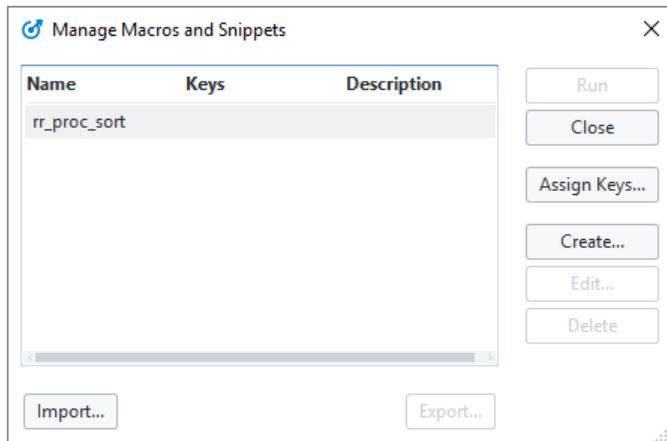 Manage Macros and Snippets
Name Keys Description
rr_proc_sort
Run
Close
Assign Keys...
Create...
Edit...
Delete
Import... Export...